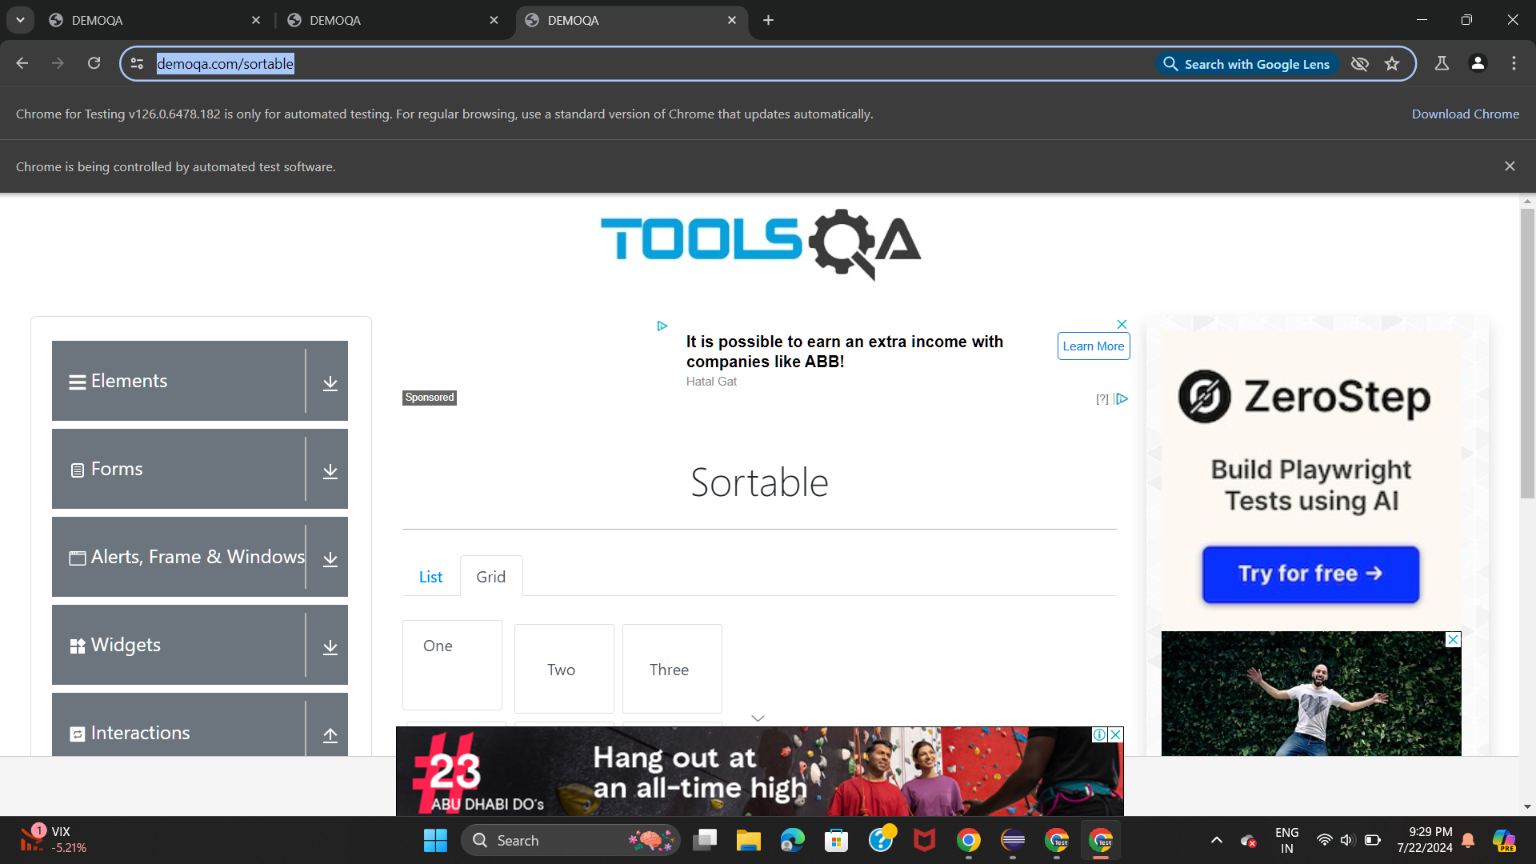 DEMOQA
DEMOQA
DEMOQA
demoqa.com/sortable
Search with Google Lens
Chrome for Testing v126.0.6478.182 is only for automated testing. For regular browsing, use a standard version of Chrome that updates automatically.
Download Chrome
Chrome is being controlled by automated test software.
TOOLSQA
Elements
Forms
Alerts, Frame & Windows
Widgets
Interactions
It is possible to earn an extra income with
companies like ABB!
Hatal Gat
Learn More
Sponsored
[?]
Sortable
List
Grid
One
Two
Three
ZeroStep
Build Playwright
Tests using AI
Try for free →
#23
ABU DHABI DO's
Hang out at
an all-time high
1
VIX
-5.21%
Search
Test
Test
ENG
IN
9:29 PM
7/22/2024
PRE